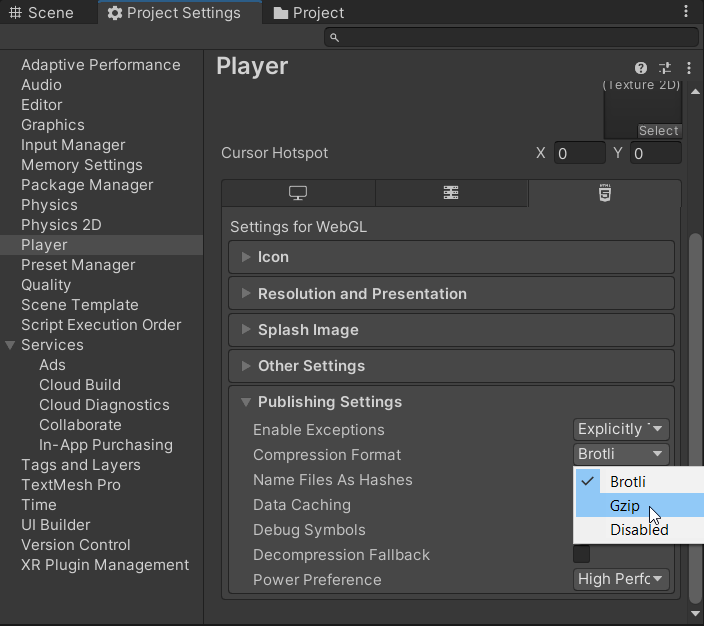 Scene
Project Settings
Project
Adaptive Performance
Audio
Editor
Graphics
Input Manager
Memory Settings
Package Manager
Physics
Physics 2D
Player
Preset Manager
Quality
Scene Template
Script Execution Order
Services
Ads
Cloud Build
Cloud Diagnostics
Collaborate
In-App Purchasing
Tags and Layers
TextMesh Pro
Time
UI Builder
Version Control
XR Plugin Management
Player
(Texture 2D)
Select
Cursor Hotspot X 0 Y 0
HTML
Settings for WebGL
Icon
Resolution and Presentation
Splash Image
Other Settings
Publishing Settings
Enable Exceptions Explicitly
Compression Format Brotli
Name Files As Hashes
Data Caching
Debug Symbols
Decompression Fallback
Power Preference High Perfo
Brotli
Gzip
Disabled